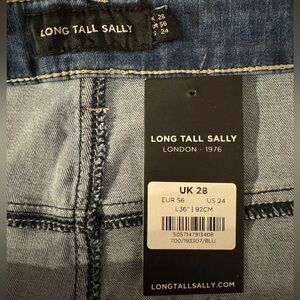 LONG TALL SALLY
UK 28
EUR 56
US 24
LONG TALL SALLY
LONDON - 1976
UK 28
EUR 56 US 24
L36" | 92CM
5057147913408
700/193307/BLU
LONGTALLSALLY.COM